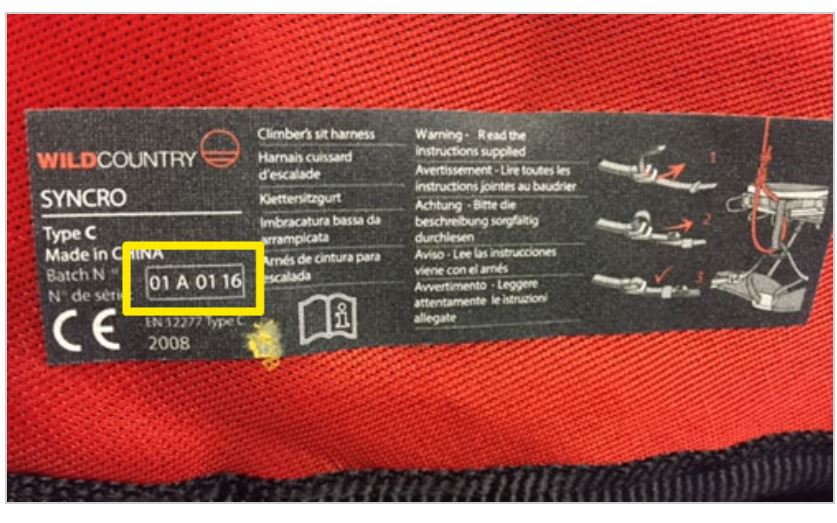 WILDCOUNTRY
SYNCRO
Type C
Made in CHINA
Batch N °
N° de série
01 A 01 16
CE
EN 12277 Type C
2008
Climber's sit harness
Harnais cuissard
d'escalade
Klettersitzgurt
Imbracatura bassa da
arrampicata
Arnés de cintura para
escalada
Warning - Read the
instructions supplied
Avertissement - Lire toutes les
instructions jointes au baudrier
Achtung - Bitte die
beschreibung sorgfältig
durchlesen
Aviso - Lee las instrucciones
viene con el arnés
Avvertimento - Leggere
attentamente le istruzioni
allegate
1
2
3